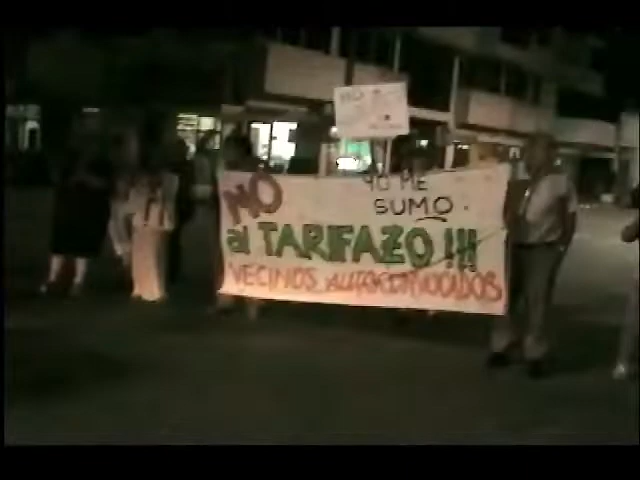 NO
YO ME
SUMO.
al TARIFAZO!!!
VECINOS AUTOCONVOCADOS